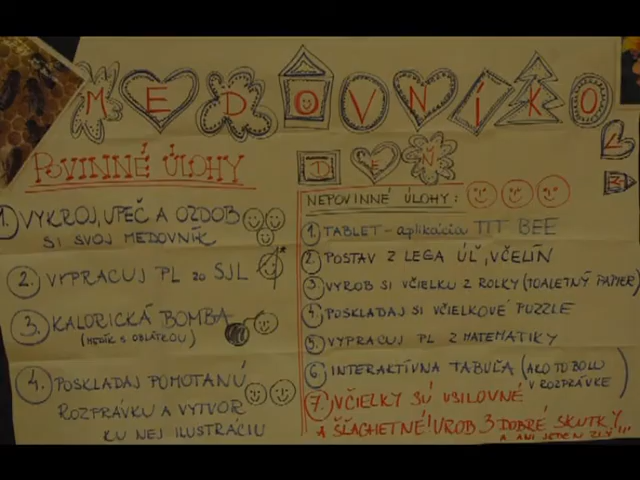 MEDOVNÍKO
VÝ
DEŇ
POVINNÉ ÚLOHY
1. VYKROJ, UPEČ A OZDOB
SI SVOJ MEDOVNÍK
2. VYPRACUJ PL zo SJL
3. KALORICKÁ BOMBA
(MEDÍK S OBLÁTKOU)
4. POSKLADAJ POMOTANÚ
ROZPRÁVKU A VYTVOR
KU NEJ ILUSTRÁCIU
NEPOVINNÉ ÚLOHY:
1. TABLET - aplikácia TIT BEE
2. POSTAV Z LEGA ÚĽ, VČELÍN
3. VYROB SI VČIELKU Z ROLKY (TOALETNÝ PAPIER)
4. POSKLADAJ SI VČIELKOVÉ PUZZLE
5. VYPRACUJ PL Z MATEMATIKY
6. INTERAKTÍVNA TABUĽA (AKO TO BOLO
V ROZPRÁVKE)
7. VČIELKY SÚ USILOVNÉ
A ŠĽACHETNÉ! UROB 3 DOBRÉ SKUTKY...
A ANI JEDEN ZLÝ...